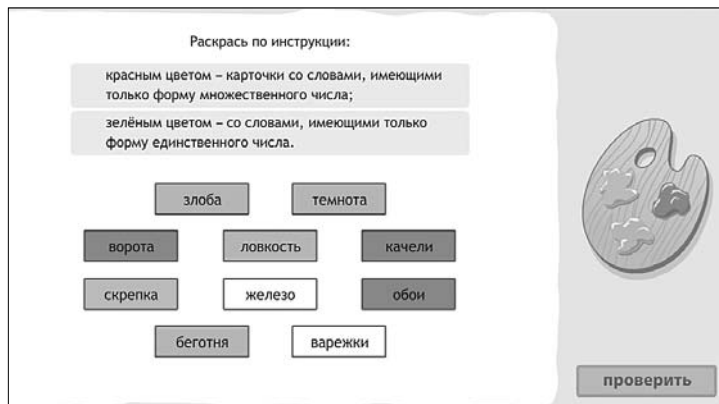 Раскрась по инструкции:
красным цветом – карточки со словами, имеющими
только форму множественного числа;
зелёным цветом – со словами, имеющими только
форму единственного числа.
злоба темнота
ворота ловкость качели
скрепка железо обои
беготня варежки
проверить